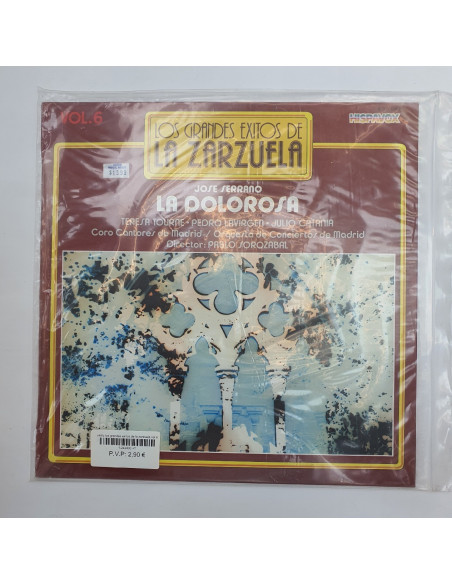 VOL.6
HISPAVOX
LOS GRANDES EXITOS DE
LA ZARZUELA
JOSE SERRANO
LA DOLOROSA
TERESA TOURNE - PEDRO LAVIRGEN - JULIO CATANIA
Coro Cantores de Madrid / Orquesta de Conciertos de Madrid
Director: PABLO SOROZABAL
P.V.P: 2,90 €